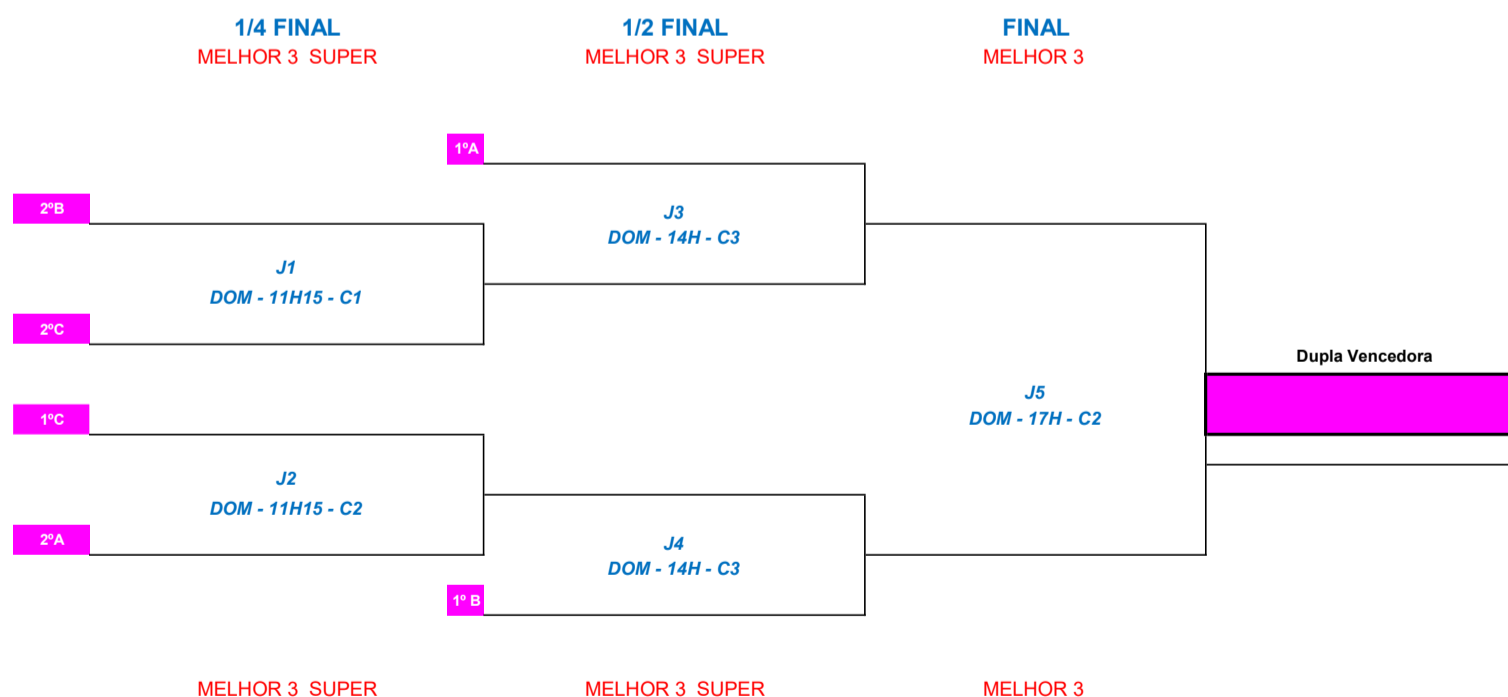 1/4 FINAL
MELHOR 3 SUPER
1/2 FINAL
MELHOR 3 SUPER
FINAL
MELHOR 3
1ºA
2ºB
J3
DOM - 14H - C3
J1
DOM - 11H15 - C1
2ºC
Dupla Vencedora
J5
DOM - 17H - C2
1ºC
J2
DOM - 11H15 - C2
2ºA
J4
DOM - 14H - C3
1º B
MELHOR 3 SUPER
MELHOR 3 SUPER
MELHOR 3